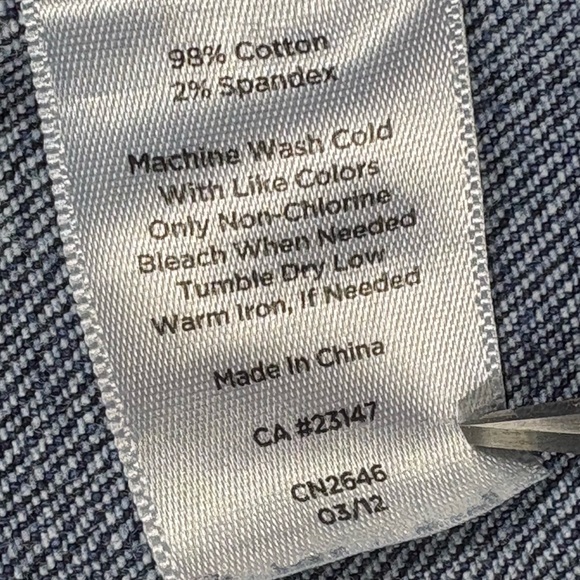 98% Cotton
2% Spandex
Machine Wash Cold
With Like Colors
Only Non-Chlorine
Bleach When Needed
Tumble Dry Low
Warm Iron, If Needed
Made In China
CA #23147
CN2646
03/12